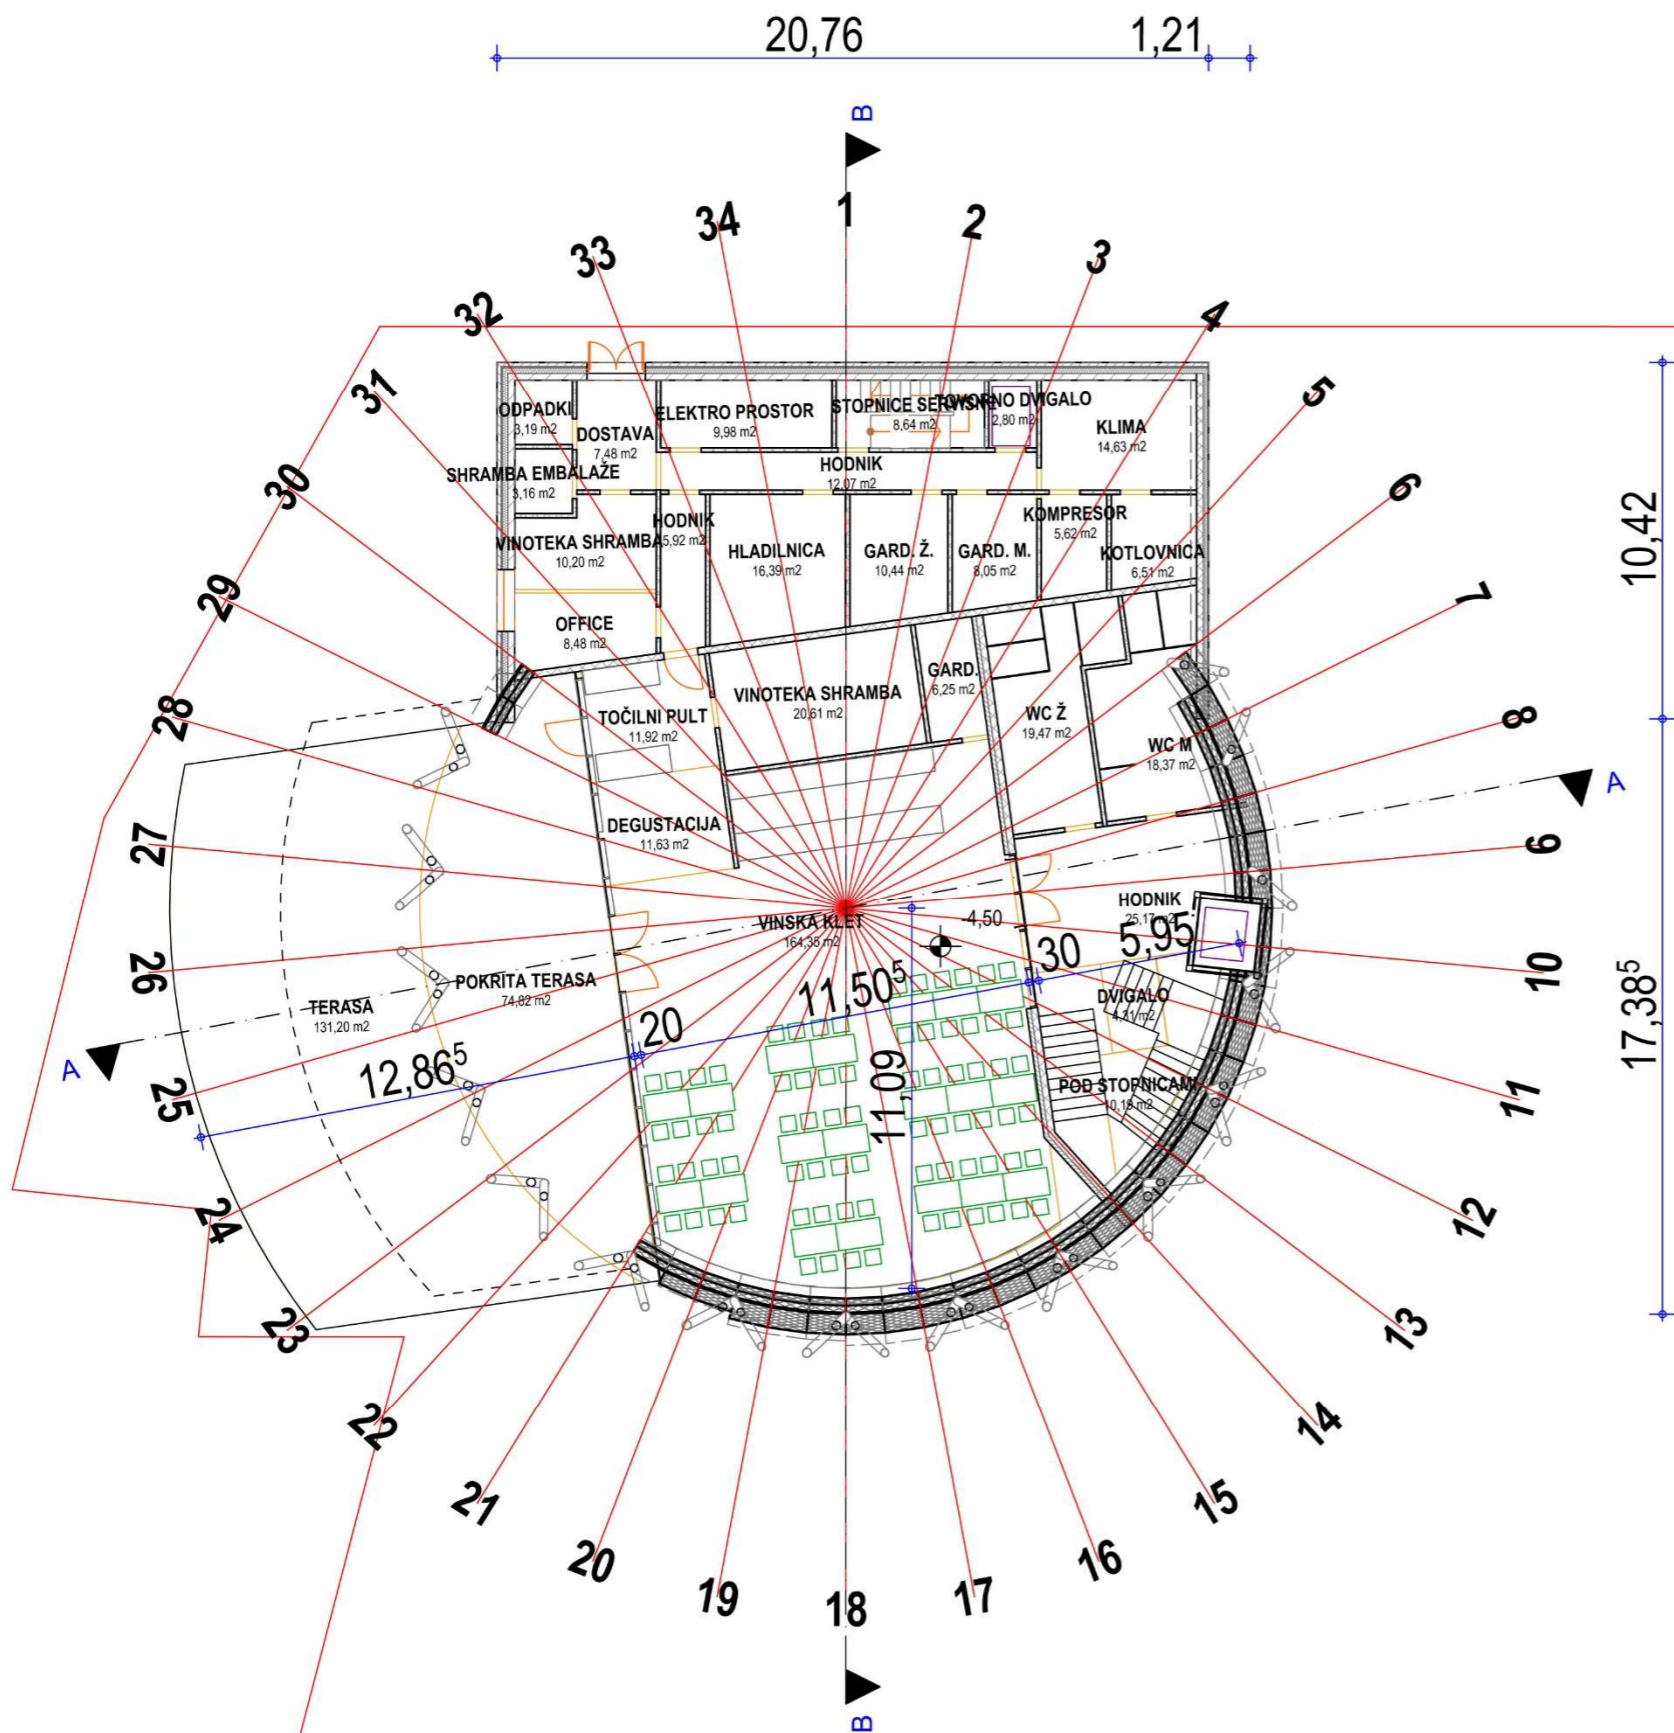 20,76
1,21
B
1
34
2
33
3
32
4
31
5
ODPADKI
3,19 m2
DOSTAVA
7,48 m2
ELEKTRO PROSTOR
9,98 m2
STOPNICE SERVISNE
8,64 m2
TOVORNO DVIGALO
2,80 m2
KLIMA
14,63 m2
SHRAMBA EMBALAŽE
3,16 m2
HODNIK
12,07 m2
30
6
10,42
VINOTEKA SHRAMBA
10,20 m2
HODNIK
5,92 m2
HLADILNICA
16,39 m2
GARD. Ž.
10,44 m2
GARD. M.
8,05 m2
KOMPRESOR
5,62 m2
KOTLOVNICA
6,51 m2
29
7
OFFICE
8,48 m2
28
8
TOČILNI PULT
11,92 m2
VINOTEKA SHRAMBA
20,61 m2
GARD.
6,25 m2
WC Ž
19,47 m2
WC M
18,37 m2
A
27
9
DEGUSTACIJA
11,63 m2
VINSKA KLET
164,35 m2
-4,50
HODNIK
25,17 m2
30
5,95
26
10
POKRITA TERASA
74,82 m2
TERASA
131,20 m2
11,50⁵
20
DVIGALO
4,31 m2
17,38⁵
A
12,86⁵
11,09
POD STOPNICAMI
10,19 m2
25
11
24
12
23
13
22
14
21
15
20
16
19
17
18
B